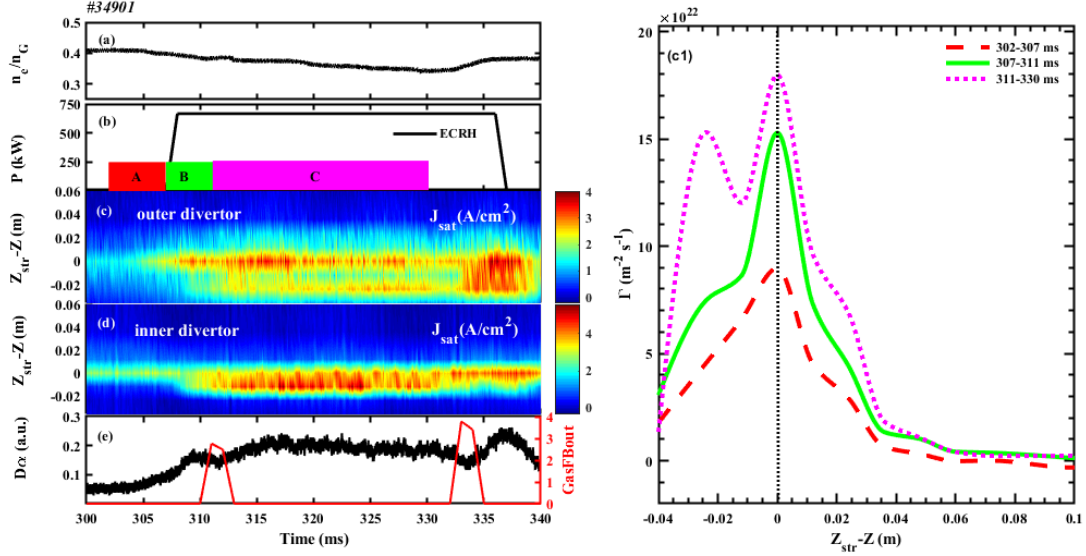 #34901
(a)
n_e/n_G
0.4
0.3
(b)
ECRH
P (kW)
750
500
250
0.06
A
B
C
(c)
outer divertor
J_sat(A/cm^2)
Z_str-Z (m)
0.04
0.02
0
-0.02
0.06
4
3
2
1
0
(d)
inner divertor
J_sat(A/cm^2)
Z_str-Z (m)
0.04
0.02
0
-0.02
4
3
2
1
0
(e)
Dα (a.u.)
0.3
0.2
0.1
GasFBout
4
3
2
1
0
300
305
310
315
320
325
330
335
340
Time (ms)
×10^22
(c1)
302-307 ms
307-311 ms
311-330 ms
Γ (m^-2 s^-1)
20
15
10
5
0
-0.04
-0.02
0
0.02
0.04
0.06
0.08
0.1
Z_str-Z (m)